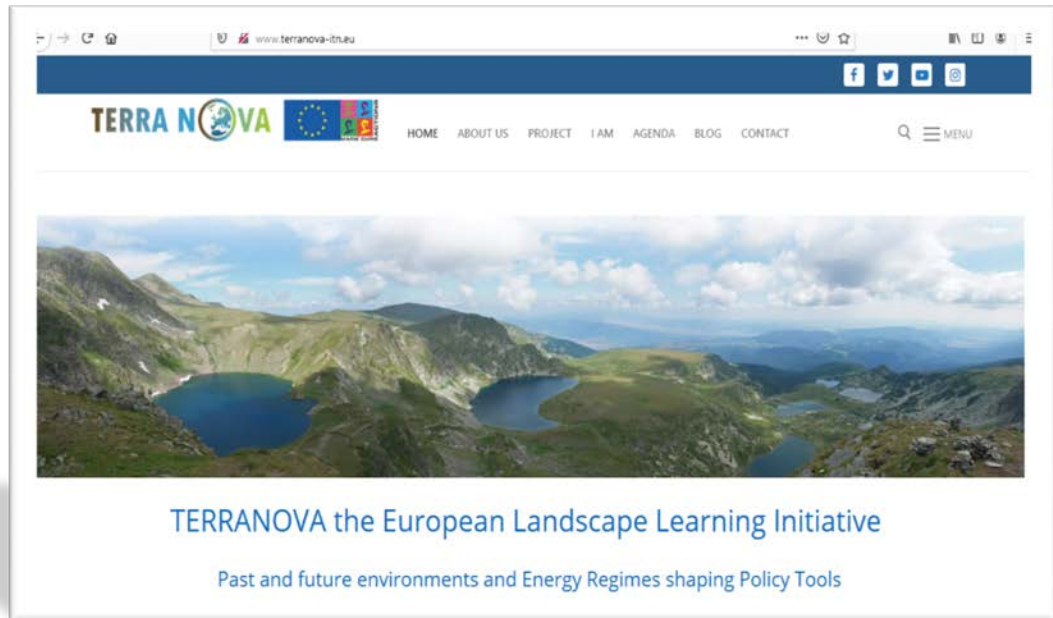 www.terranova-itn.eu
TERRA NOVA
HOME ABOUT US PROJECT I AM AGENDA BLOG CONTACT MENU
TERRANOVA the European Landscape Learning Initiative
Past and future environments and Energy Regimes shaping Policy Tools